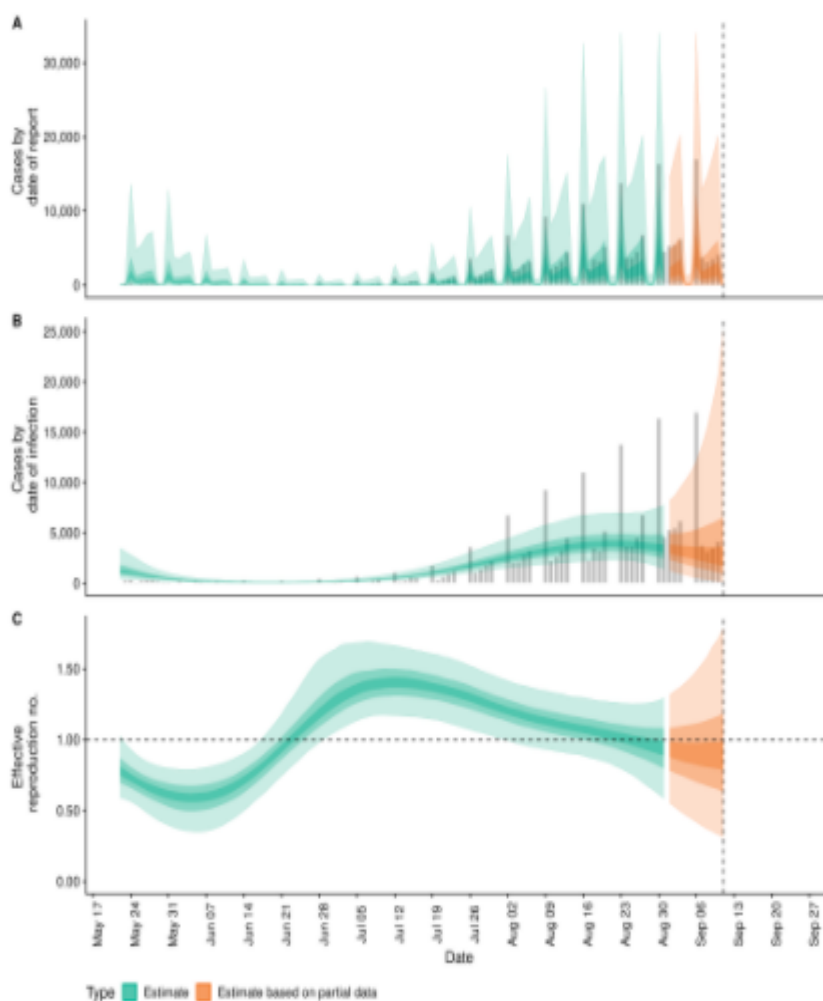 A
30,000
20,000
10,000
0
Cases by
date of report
B
25,000
20,000
15,000
10,000
5,000
0
Cases by
date of infection
C
1.50
1.00
0.50
0.00
Effective
reproduction no.
May 17
May 24
May 31
Jun 07
Jun 14
Jun 21
Jun 28
Jul 05
Jul 12
Jul 19
Jul 26
Aug 02
Aug 09
Aug 16
Aug 23
Aug 30
Sep 06
Sep 13
Sep 20
Sep 27
Date
Type Estimate Estimate based on partial data